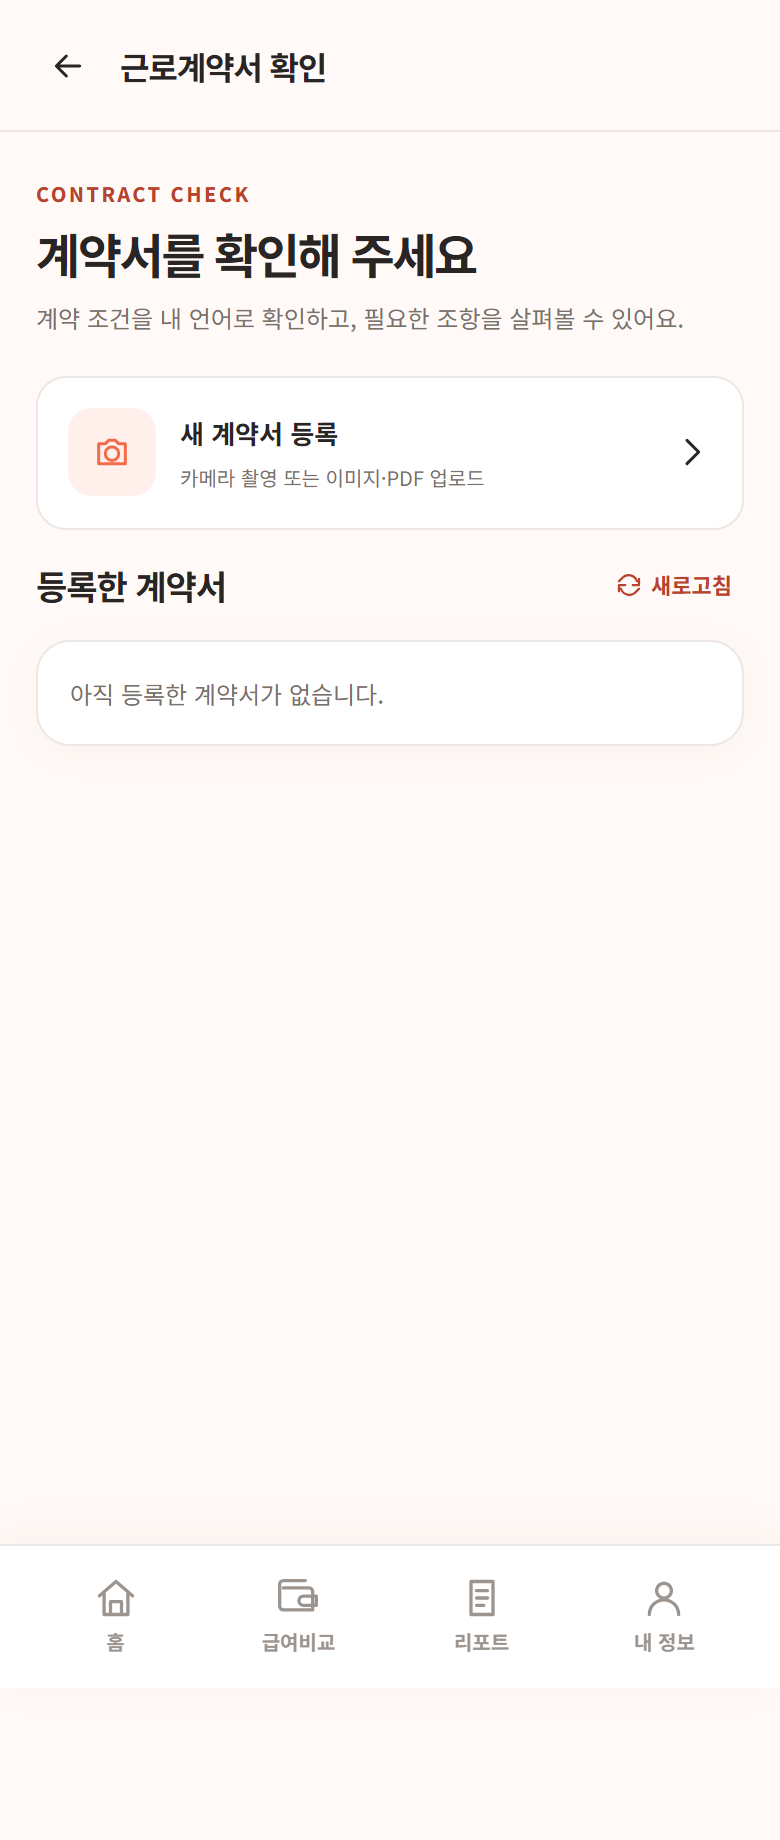 근로계약서 확인
CONTRACT CHECK
계약서를 확인해 주세요
계약 조건을 내 언어로 확인하고, 필요한 조항을 살펴볼 수 있어요.
새 계약서 등록
카메라 촬영 또는 이미지·PDF 업로드
등록한 계약서
새로고침
아직 등록한 계약서가 없습니다.
홈
급여비교
리포트
내 정보